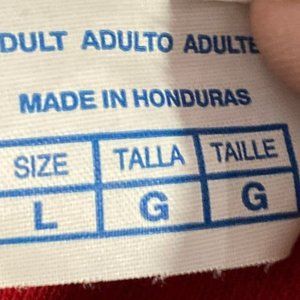 DULT ADULTO ADULTE
MADE IN HONDURAS
SIZE TALLA TAILLE
L G G